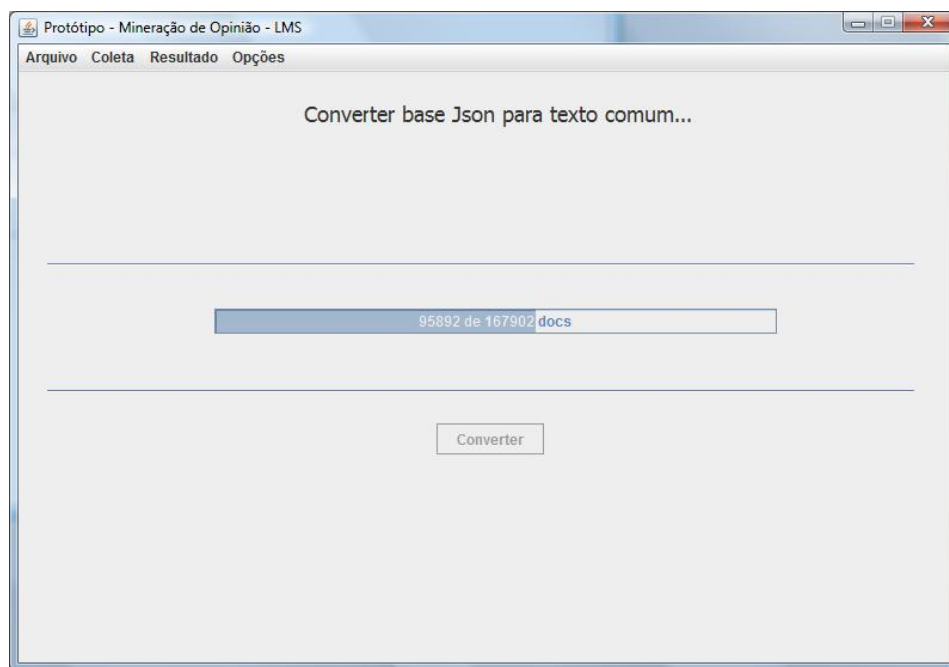 Protótipo - Mineração de Opinião - LMS
Arquivo Coleta Resultado Opções
Converter base Json para texto comum...
95892 de 167902 docs
Converter